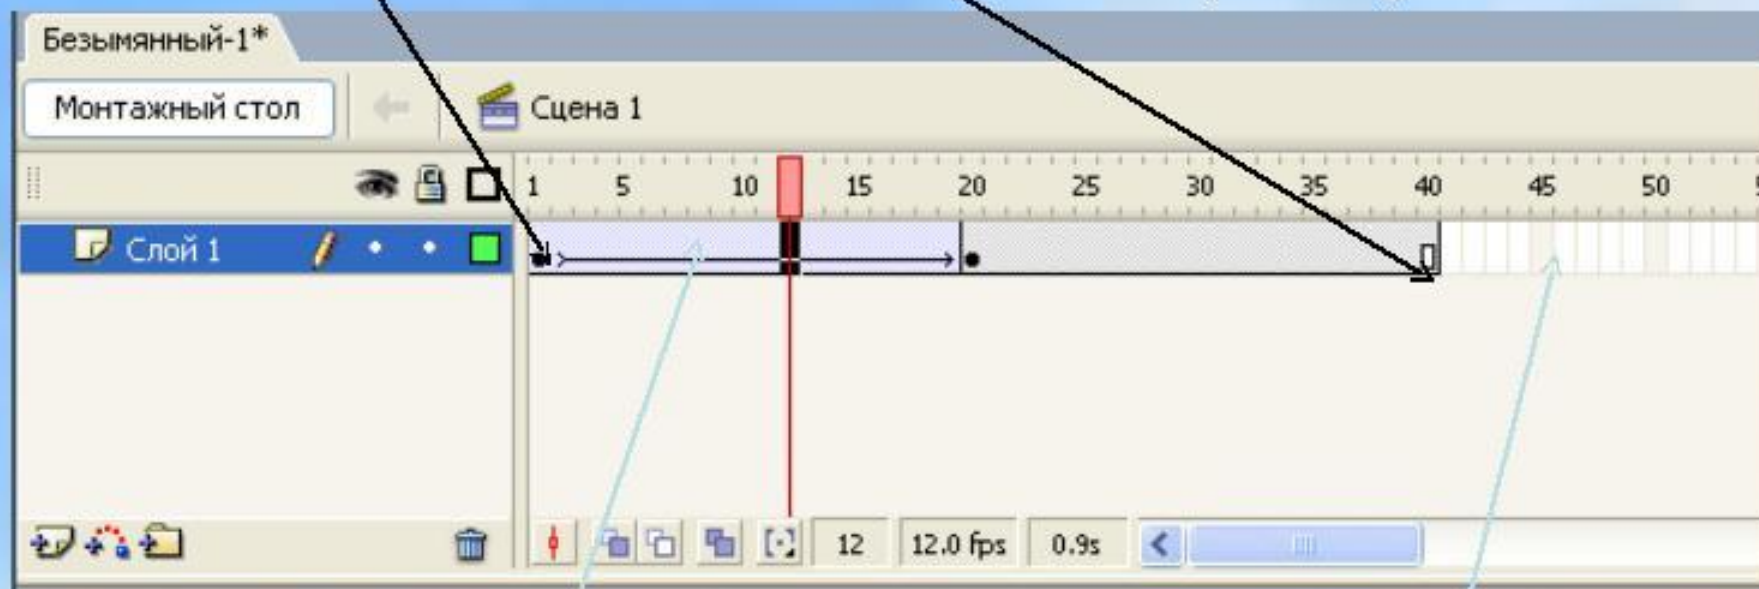 Безымянный-1*
Монтажный стол Сцена 1
1 5 10 15 20 25 30 35 40 45 50
Слой 1
12 12.0 fps 0.9s